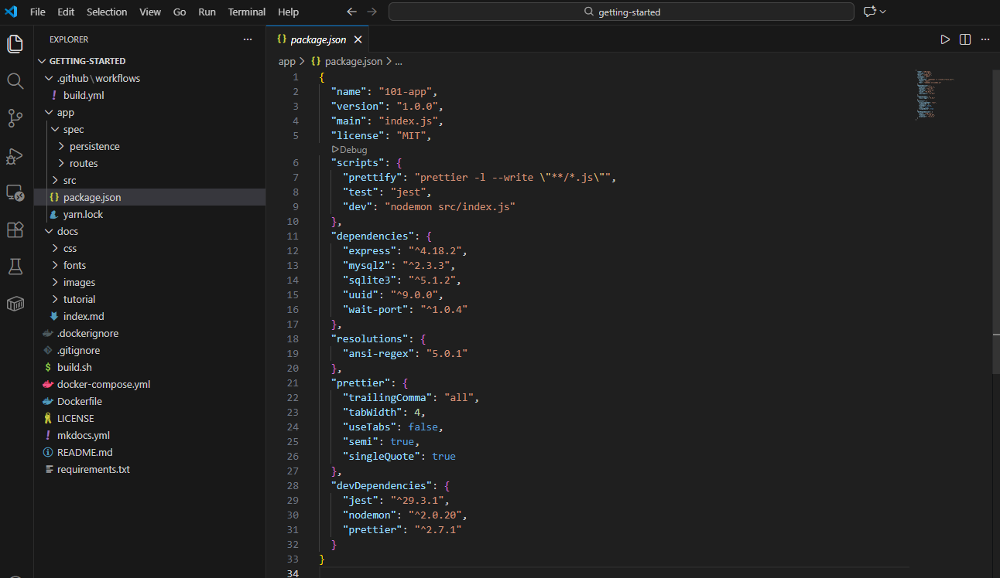 File Edit Selection View Go Run Terminal Help
getting-started
EXPLORER
GETTING-STARTED
.github\workflows
build.yml
app
spec
persistence
routes
src
package.json
yarn.lock
docs
css
fonts
images
tutorial
index.md
.dockerignore
.gitignore
build.sh
docker-compose.yml
Dockerfile
LICENSE
mkdocs.yml
README.md
requirements.txt
{} package.json
app > {} package.json > ...
1 {
2 "name": "101-app",
3 "version": "1.0.0",
4 "main": "index.js",
5 "license": "MIT",
Debug
6 "scripts": {
7 "prettify": "prettier -l --write \"**/*.js\"",
8 "test": "jest",
9 "dev": "nodemon src/index.js"
10 },
11 "dependencies": {
12 "express": "^4.18.2",
13 "mysql2": "^2.3.3",
14 "sqlite3": "^5.1.2",
15 "uuid": "^9.0.0",
16 "wait-port": "^1.0.4"
17 },
18 "resolutions": {
19 "ansi-regex": "5.0.1"
20 },
21 "prettier": {
22 "trailingComma": "all",
23 "tabWidth": 4,
24 "useTabs": false,
25 "semi": true,
26 "singleQuote": true
27 },
28 "devDependencies": {
29 "jest": "^29.3.1",
30 "nodemon": "^2.0.20",
31 "prettier": "^2.7.1"
32 }
33 }
34